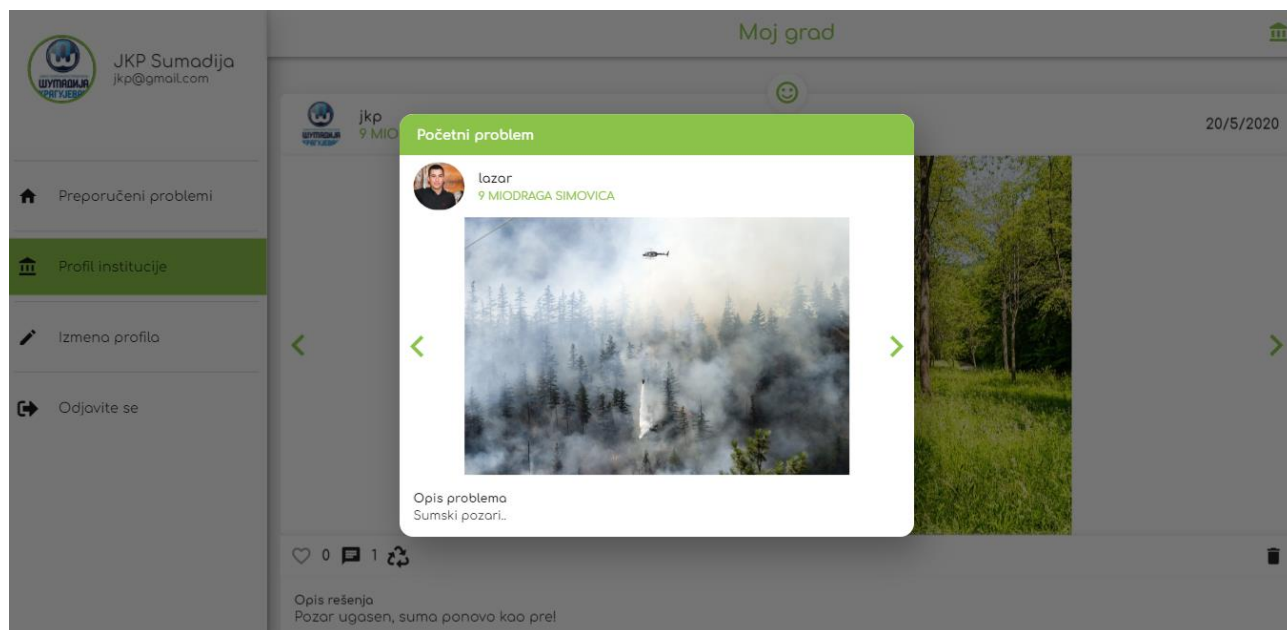 JKP Sumadija
jkp@gmail.com
Preporučeni problemi
Profil institucije
Izmena profila
Odjavite se
Moj grad
jkp
9 MIO
20/5/2020
Početni problem
lazar
9 MIODRAGA SIMOVICA
Opis problema
Sumski pozari..
0 1
Opis rešenja
Pozar ugasen, suma ponovo kao pre!